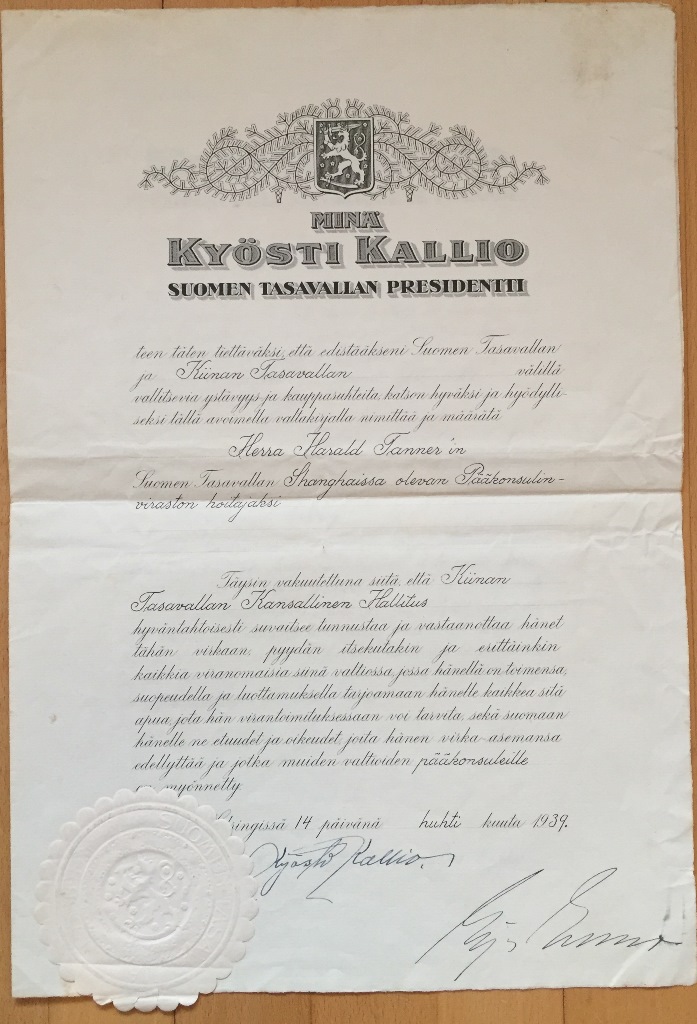 MINÄ
KYÖSTI KALLIO
SUOMEN TASAVALLAN PRESIDENTTI
teen täten tiettäväksi, että edistääkseni Suomen Tasavallan
ja Kiinan Tasavallan välillä
vallitsevia ystävyys- ja kauppasuhteita, katson hyväksi ja hyödylli-
seksi tällä avoimella valtakirjalla nimittää ja määrätä
Herra Harald Tanner'in
Suomen Tasavallan Shanghaissa olevan Pääkonsulin-
viraston hoitajaksi
Täysin vakuutettuna siitä, että Kiinan
Tasavallan Kansallinen Hallitus
hyväntahtoisesti suvaitsee tunnustaa ja vastaanottaa hänet
tähän virkaan, pyydän itsekutakin ja erittäinkin
kaikkia viranomaisia siinä valtiossa, jossa hänellä on toimensa,
suopeudella ja luottamuksella tarjoamaan hänelle kaikkea sitä
apua, jota hän virantoimituksessaan voi tarvita, sekä suomaan
hänelle ne etuudet ja oikeudet, joita hänen virka-asemansa
edellyttää ja jotka muiden valtioiden pääkonsuleille
on myönnetty.
Helsingissä 14 päivänä huhti kuuta 1939.
Kyösti Kallio.